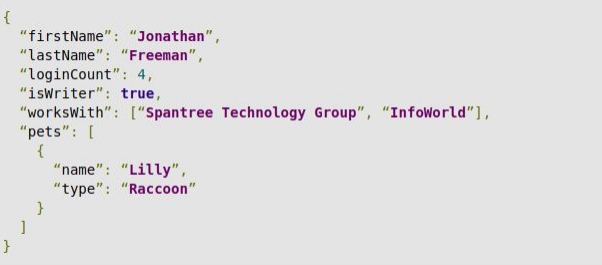 {
“firstName”: “Jonathan”,
“lastName”: “Freeman”,
“loginCount”: 4,
“isWriter”: true,
“worksWith”: [“Spantree Technology Group”, “InfoWorld”],
“pets”: [
{
“name”: “Lilly”,
“type”: “Raccoon”
}
]
}